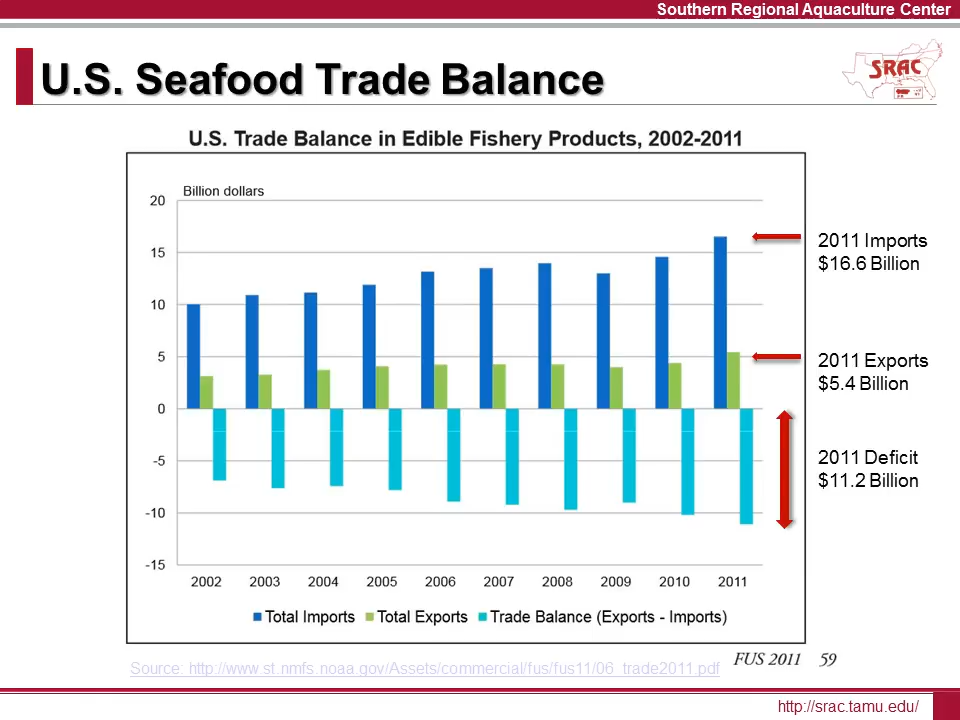 Southern Regional Aquaculture Center
U.S. Seafood Trade Balance
SRAC
U.S. Trade Balance in Edible Fishery Products, 2002-2011
Billion dollars
20
15
10
5
0
-5
-10
-15
2002 2003 2004 2005 2006 2007 2008 2009 2010 2011
Total Imports Total Exports Trade Balance (Exports - Imports)
2011 Imports
$16.6 Billion
2011 Exports
$5.4 Billion
2011 Deficit
$11.2 Billion
FUS 2011 59
Source: http://www.st.nmfs.noaa.gov/Assets/commercial/fus/fus11/06_trade2011.pdf
http://srac.tamu.edu/